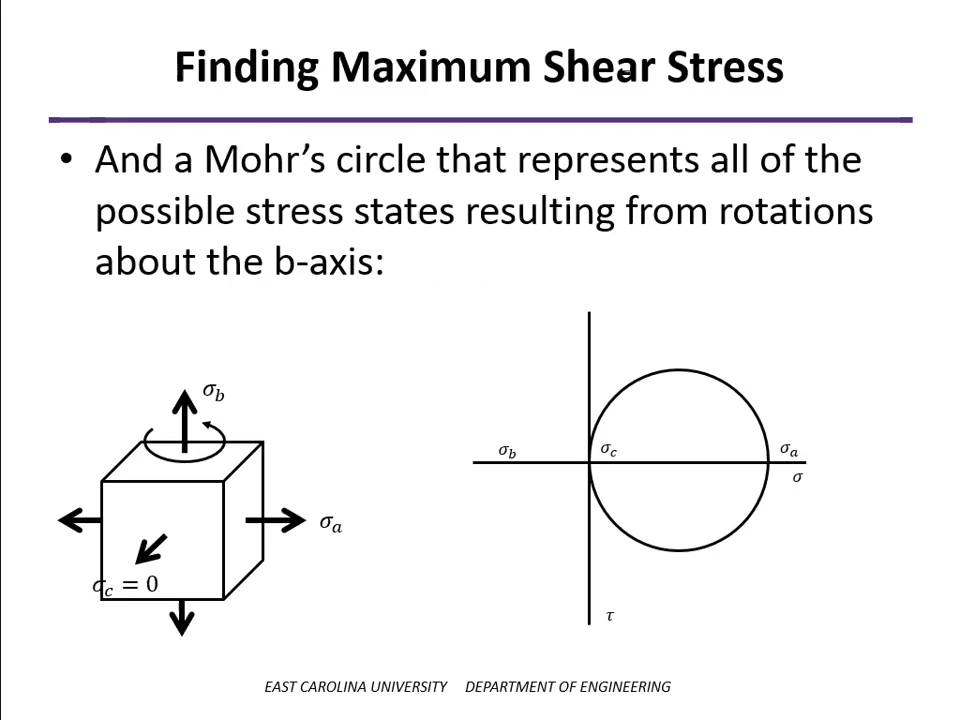 Finding Maximum Shear Stress
• And a Mohr’s circle that represents all of the
possible stress states resulting from rotations
about the b-axis:
σb
σa
σc = 0
σb
σc
σa
σ
τ
EAST CAROLINA UNIVERSITY DEPARTMENT OF ENGINEERING